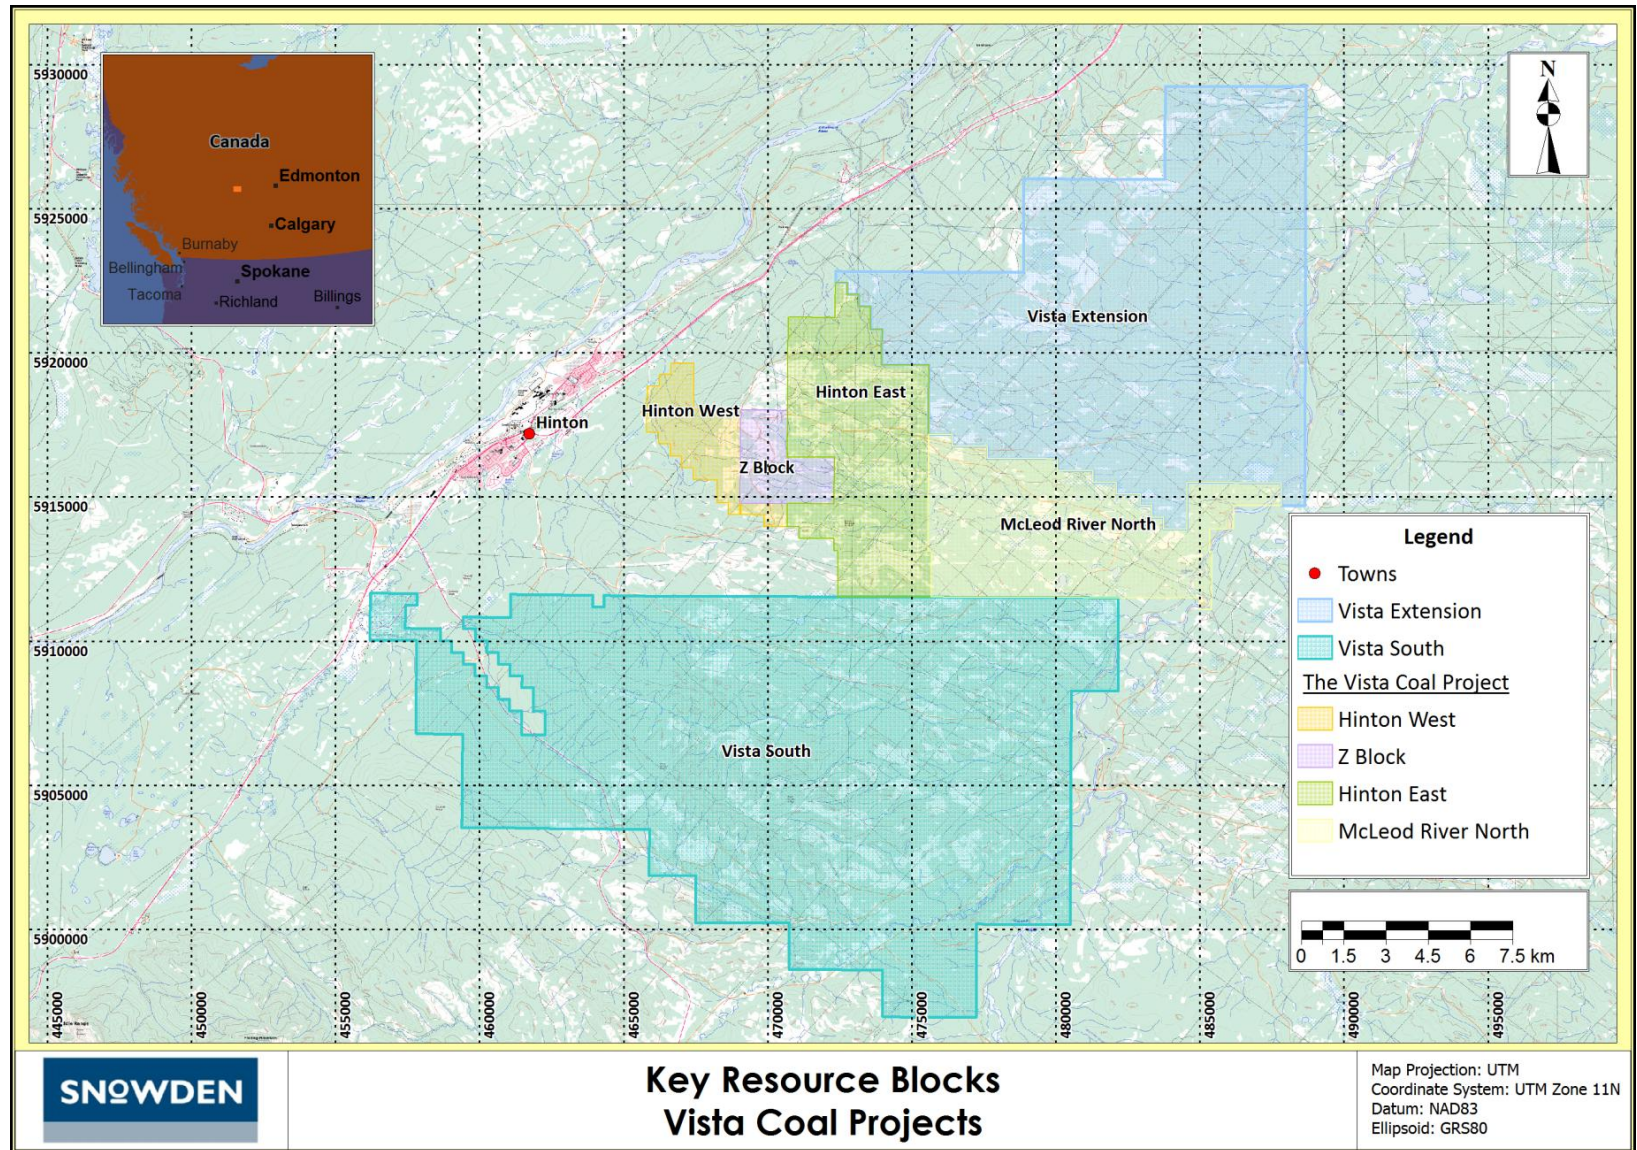 5930000
5925000
5920000
5915000
5910000
5905000
5900000
Canada
Edmonton
Calgary
Burnaby
Bellingham
Spokane
Tacoma
Richland
Billings
N
Vista Extension
Hinton East
Hinton West
Hinton
Z Block
McLeod River North
Vista South
Legend
Towns
Vista Extension
Vista South
The Vista Coal Project
Hinton West
Z Block
Hinton East
McLeod River North
0 1.5 3 4.5 6 7.5 km
445000
450000
455000
460000
465000
470000
475000
480000
485000
490000
495000
SNOWDEN
Key Resource Blocks
Vista Coal Projects
Map Projection: UTM
Coordinate System: UTM Zone 11N
Datum: NAD83
Ellipsoid: GRS80